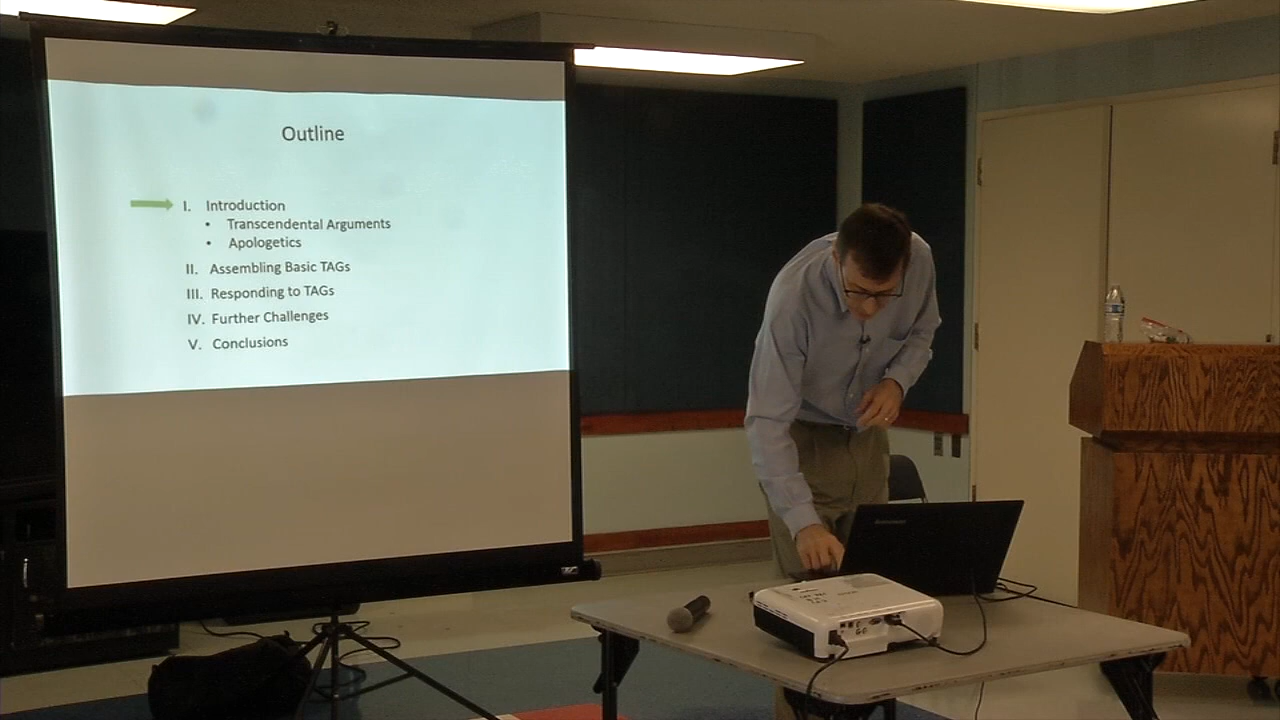 Outline
I. Introduction
• Transcendental Arguments
• Apologetics
II. Assembling Basic TAGs
III. Responding to TAGs
IV. Further Challenges
V. Conclusions